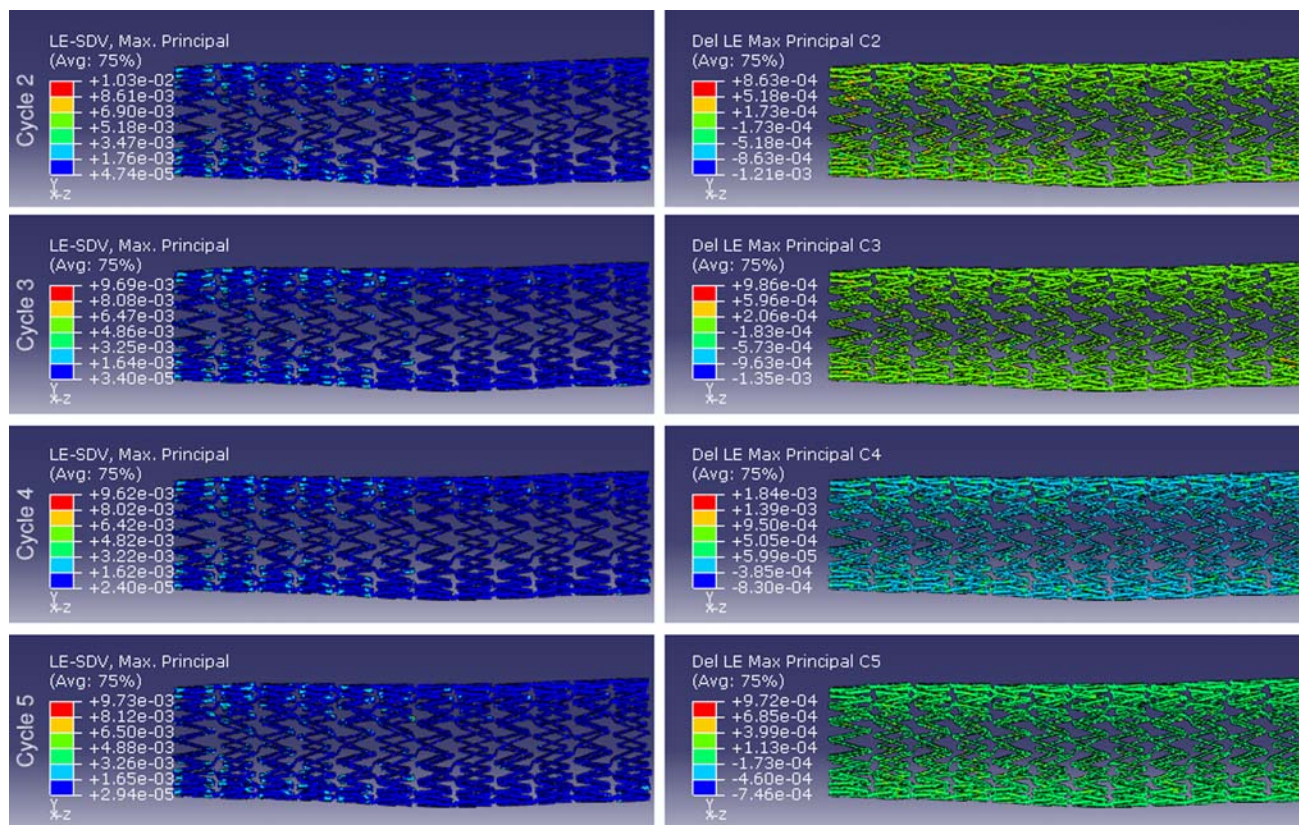 Cycle 2
LE-SDV, Max. Principal
(Avg: 75%)
+1.03e-02
+8.61e-03
+6.90e-03
+5.18e-03
+3.47e-03
+1.76e-03
+4.74e-05
Y
X-Z
Del LE Max Principal C2
(Avg: 75%)
+8.63e-04
+5.18e-04
+1.73e-04
-1.73e-04
-5.18e-04
-8.63e-04
-1.21e-03
Y
X-Z
Cycle 3
LE-SDV, Max. Principal
(Avg: 75%)
+9.69e-03
+8.08e-03
+6.47e-03
+4.86e-03
+3.25e-03
+1.64e-03
+3.40e-05
Y
X-Z
Del LE Max Principal C3
(Avg: 75%)
+9.86e-04
+5.96e-04
+2.06e-04
-1.83e-04
-5.73e-04
-9.63e-04
-1.35e-03
Y
X-Z
Cycle 4
LE-SDV, Max. Principal
(Avg: 75%)
+9.62e-03
+8.02e-03
+6.42e-03
+4.82e-03
+3.22e-03
+1.62e-03
+2.40e-05
Y
X-Z
Del LE Max Principal C4
(Avg: 75%)
+1.84e-03
+1.39e-03
+9.50e-04
+5.05e-04
+5.99e-05
-3.85e-04
-8.30e-04
Y
X-Z
Cycle 5
LE-SDV, Max. Principal
(Avg: 75%)
+9.73e-03
+8.12e-03
+6.50e-03
+4.88e-03
+3.26e-03
+1.65e-03
+2.94e-05
Y
X-Z
Del LE Max Principal C5
(Avg: 75%)
+9.72e-04
+6.85e-04
+3.99e-04
+1.13e-04
-1.73e-04
-4.60e-04
-7.46e-04
Y
X-Z